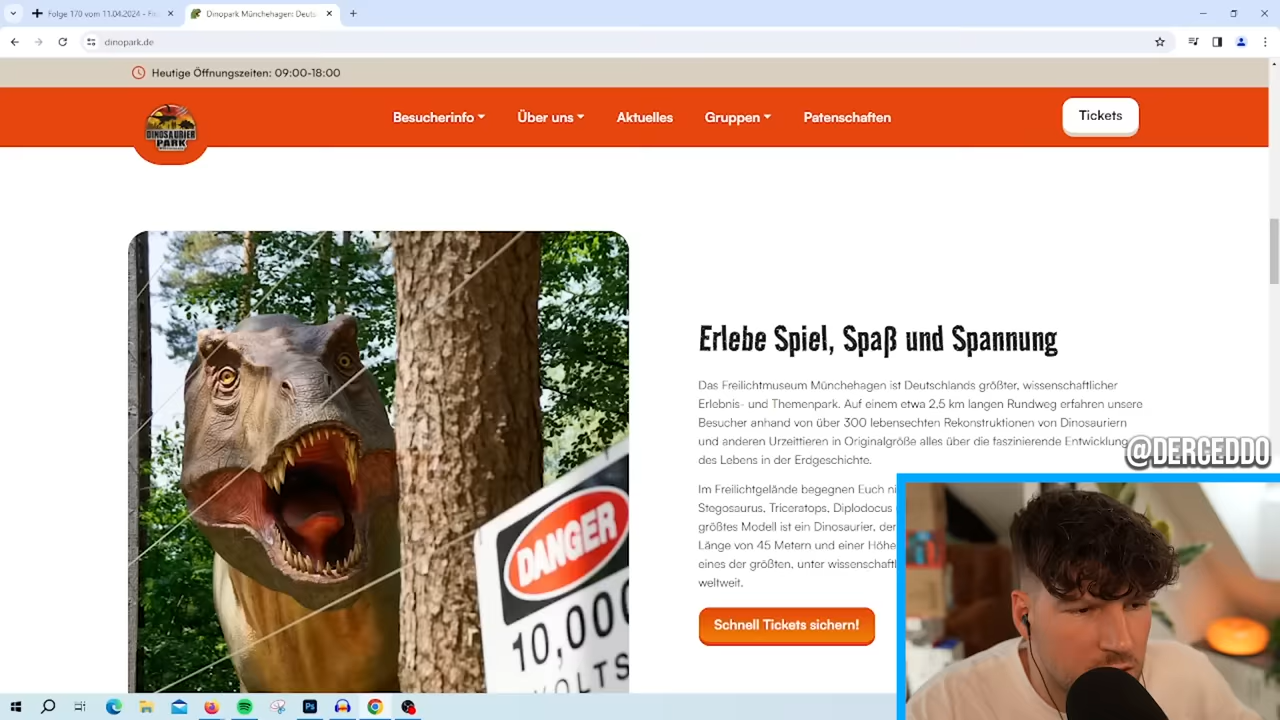 Folge 170 vom 11.04.2024 -
Dinopark Münchehagen: Deuts
dinopark.de
Heutige Öffnungszeiten: 09:00-18:00
DINOSAURIER
PARK
Besucherinfo
Über uns
Aktuelles
Gruppen
Patenschaften
Tickets
Erlebe Spiel, Spaß und Spannung
Das Freilichtmuseum Münchehagen ist Deutschlands größter, wissenschaftlicher
Erlebnis- und Themenpark. Auf einem etwa 2,5 km langen Rundweg erfahren unsere
Besucher anhand von über 300 lebensechten Rekonstruktionen von Dinosauriern
und anderen Urzeittieren in Originalgröße alles über die faszinierende Entwicklung
des Lebens in der Erdgeschichte.
@DERGEDDO
Im Freilichtgelände begegnen Euch ni
Stegosaurus, Triceratops, Diplodocus
größtes Modell ist ein Dinosaurier, der
Länge von 45 Metern und einer Höhe
eines der größten, unter wissenschaftl
weltweit.
Schnell Tickets sichern!
DANGER
10,000
VOLTS
Ps